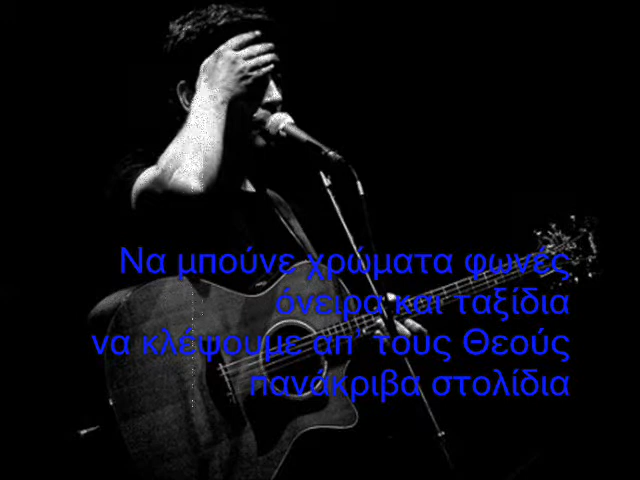 Να μπούνε χρώματα φωνές
όνειρα και ταξίδια
να κλέψουμε απ' τους Θεούς
πανάκριβα στολίδια